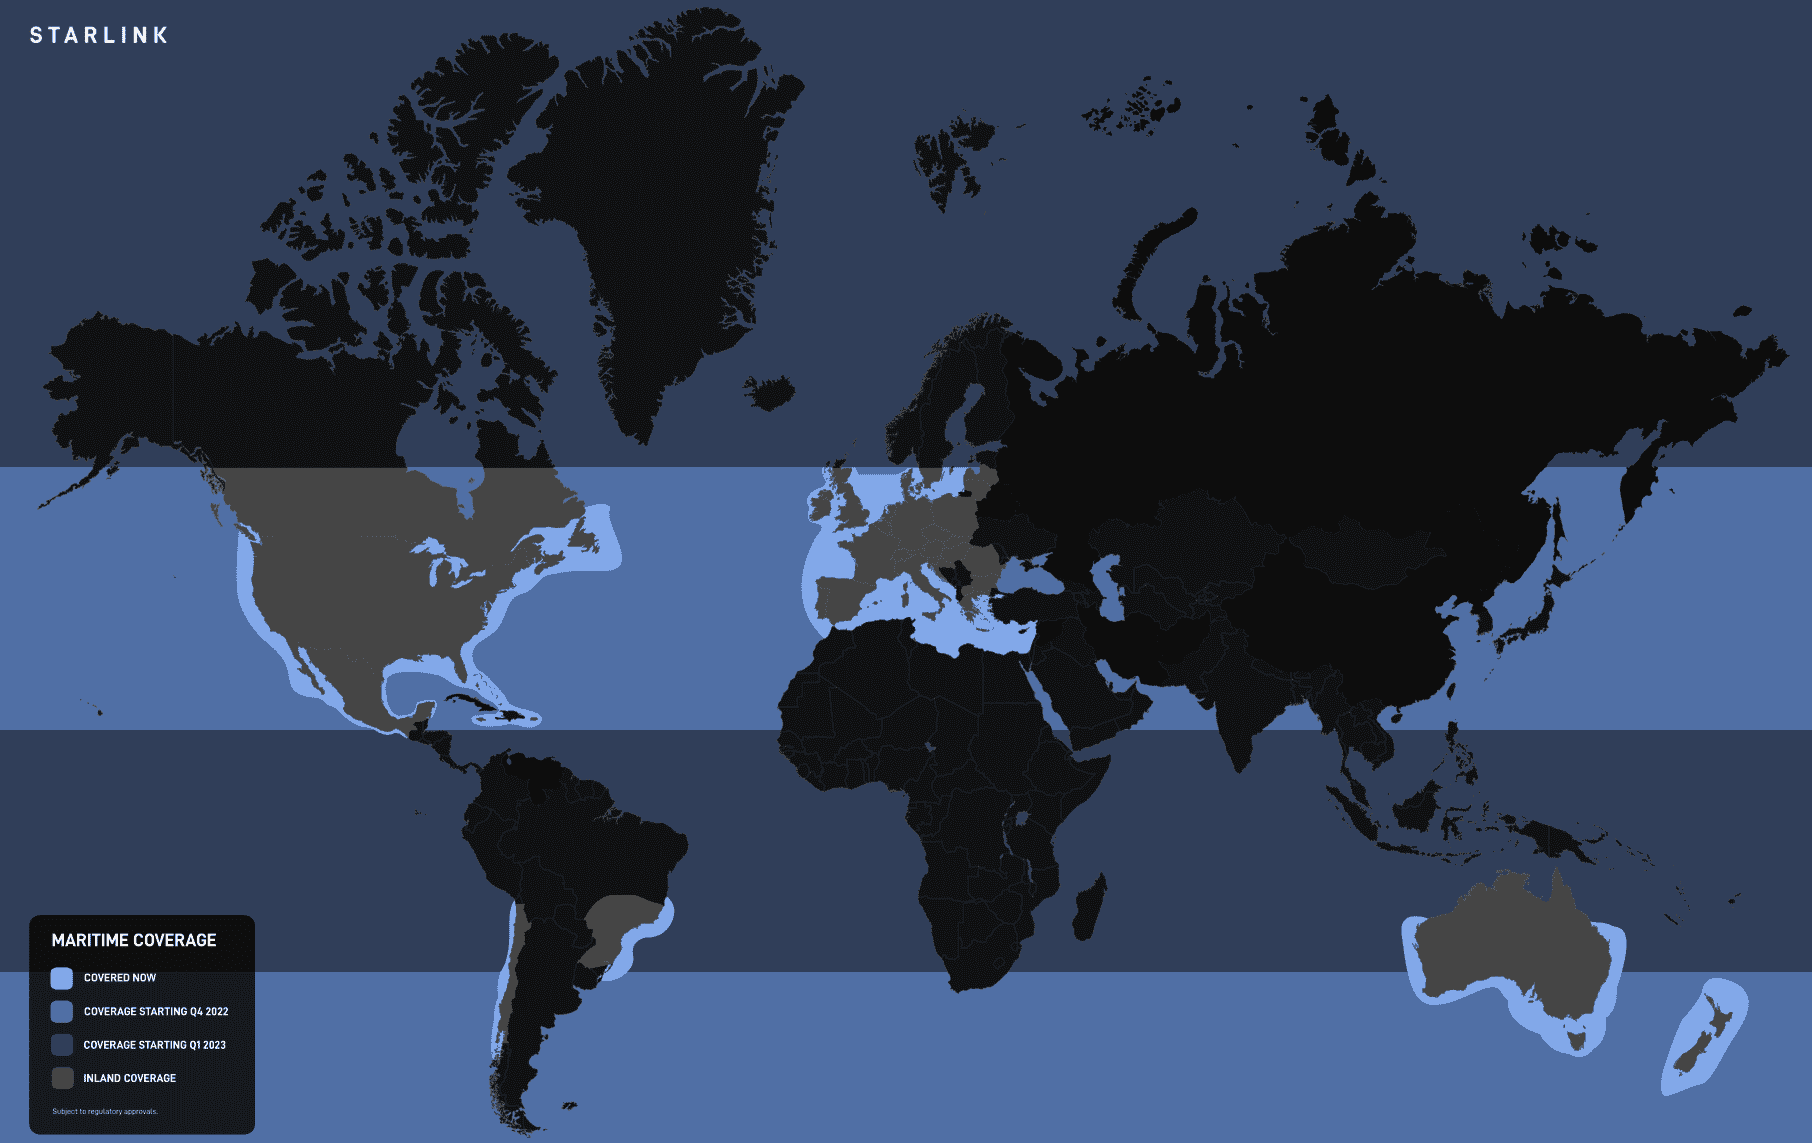 STARLINK
MARITIME COVERAGE
COVERED NOW
COVERAGE STARTING Q4 2022
COVERAGE STARTING Q1 2023
INLAND COVERAGE
Subject to regulatory approvals.